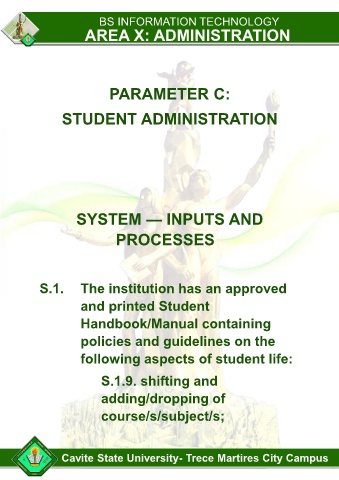 BS INFORMATION TECHNOLOGY
AREA X: ADMINISTRATION
PARAMETER C:
STUDENT ADMINISTRATION
SYSTEM — INPUTS AND
PROCESSES
S.1. The institution has an approved
and printed Student
Handbook/Manual containing
policies and guidelines on the
following aspects of student life:
S.1.9. shifting and
adding/dropping of
course/s/subject/s;
Cavite State University- Trece Martires City Campus